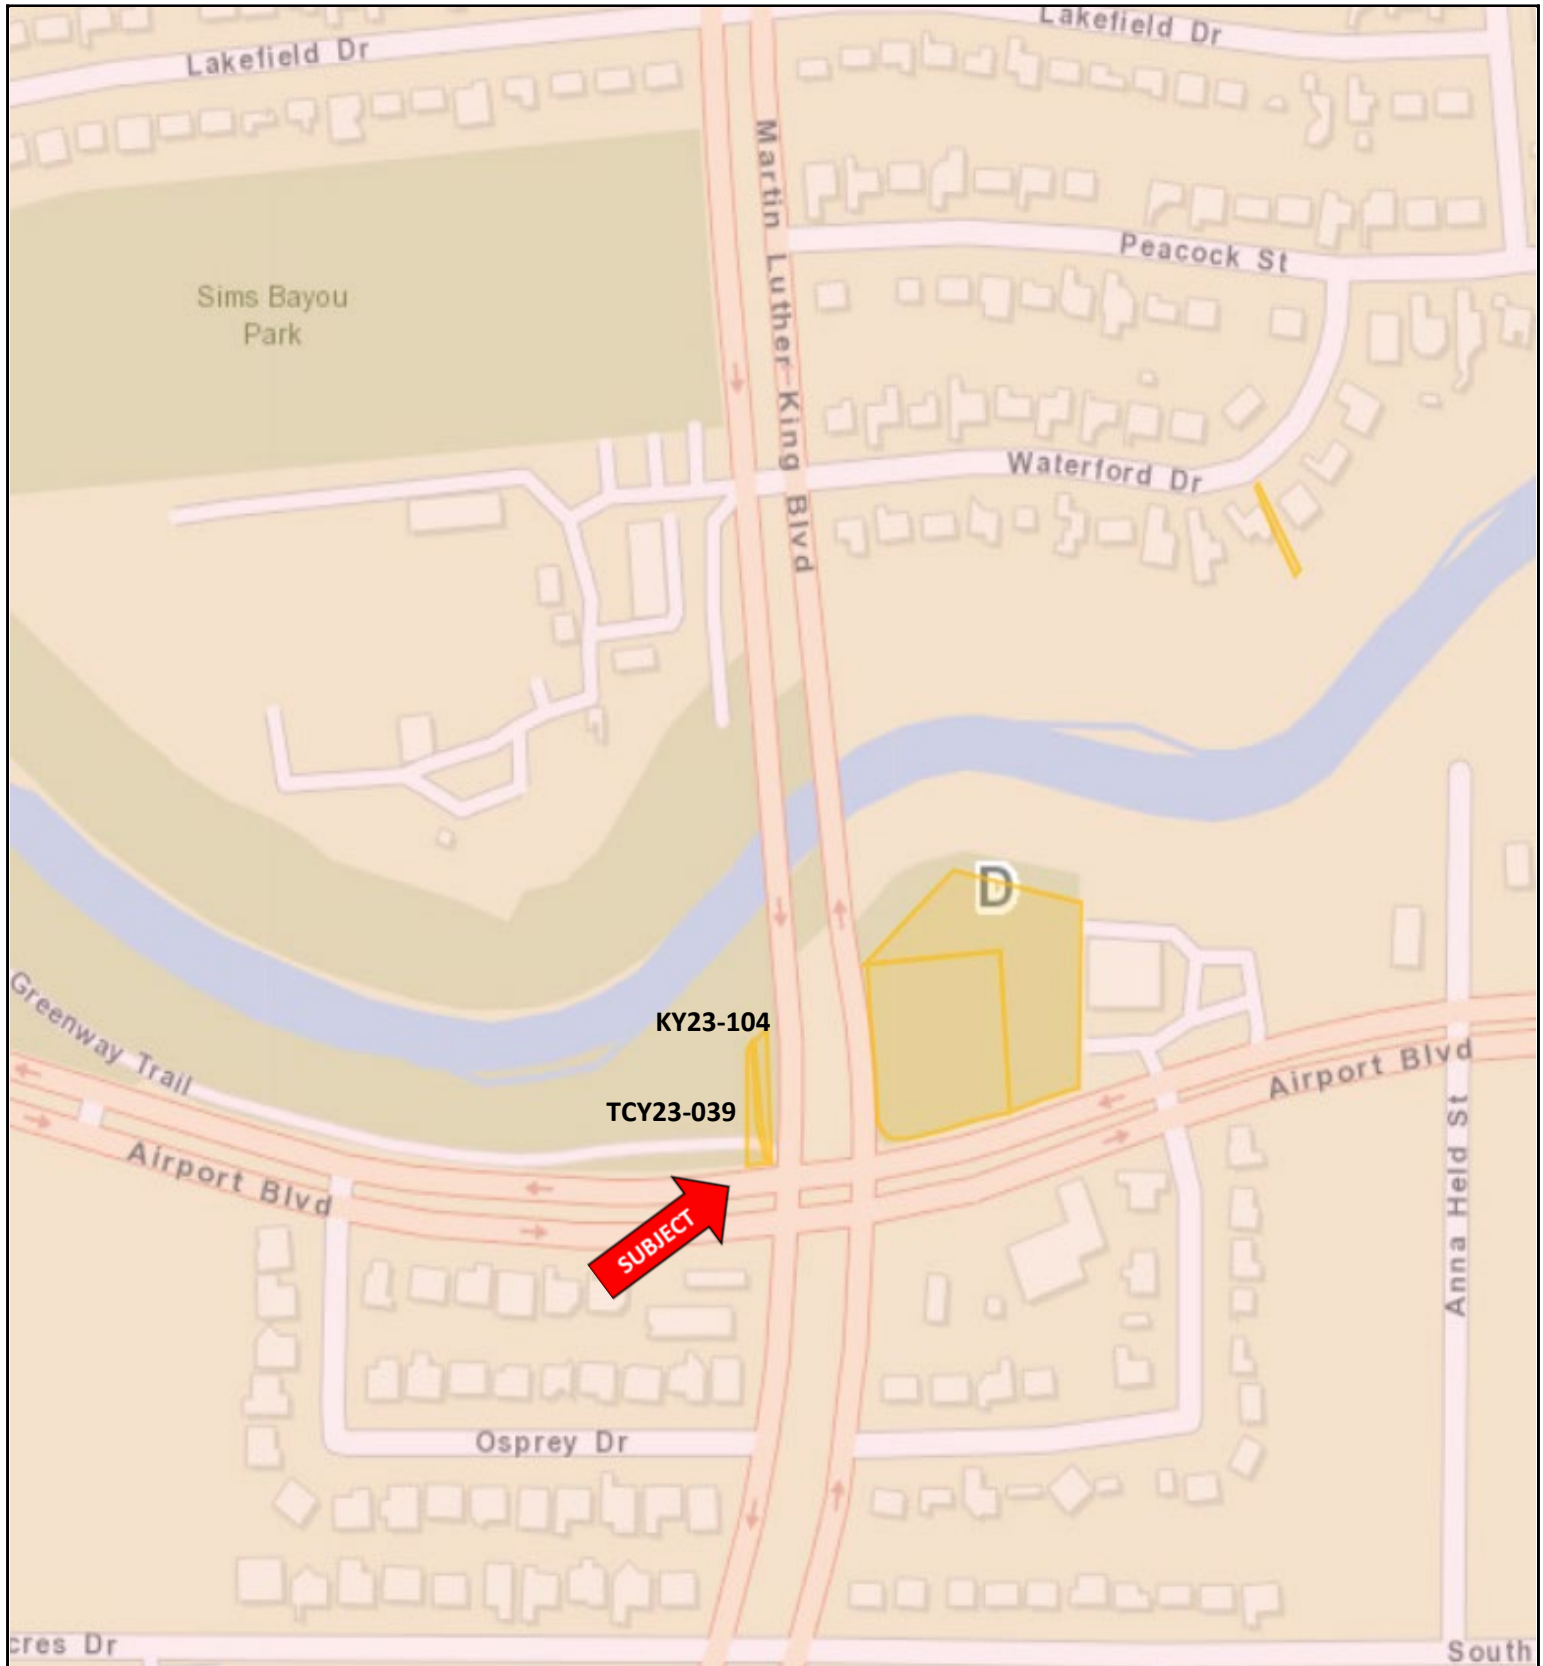 Lakefield Dr
Lakefield Dr
Martin Luther King Blvd
Peacock St
Sims Bayou
Park
Waterford Dr
D
Greenway Trail
KY23-104
TCY23-039
Airport Blvd
Airport Blvd
SUBJECT
Anna Held St
Osprey Dr
cres Dr
South